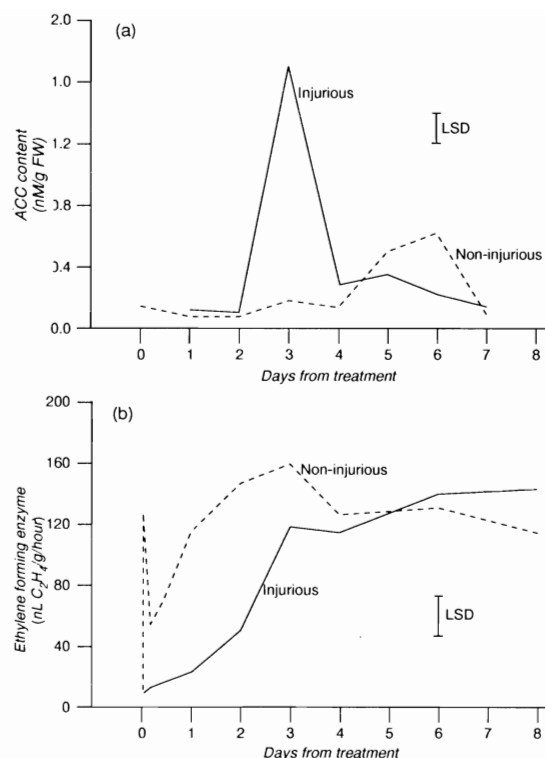 (a)
2.0
1.0
1.2
0.8
0.4
0.0
ACC content
(nM/g FW)
Injurious
LSD
Non-injurious
0 1 2 3 4 5 6 7 8
Days from treatment
(b)
200
160
120
80
40
0
Ethylene forming enzyme
(nL C₂H₄/g/hour)
Non-injurious
Injurious
LSD
0 1 2 3 4 5 6 7 8
Days from treatment